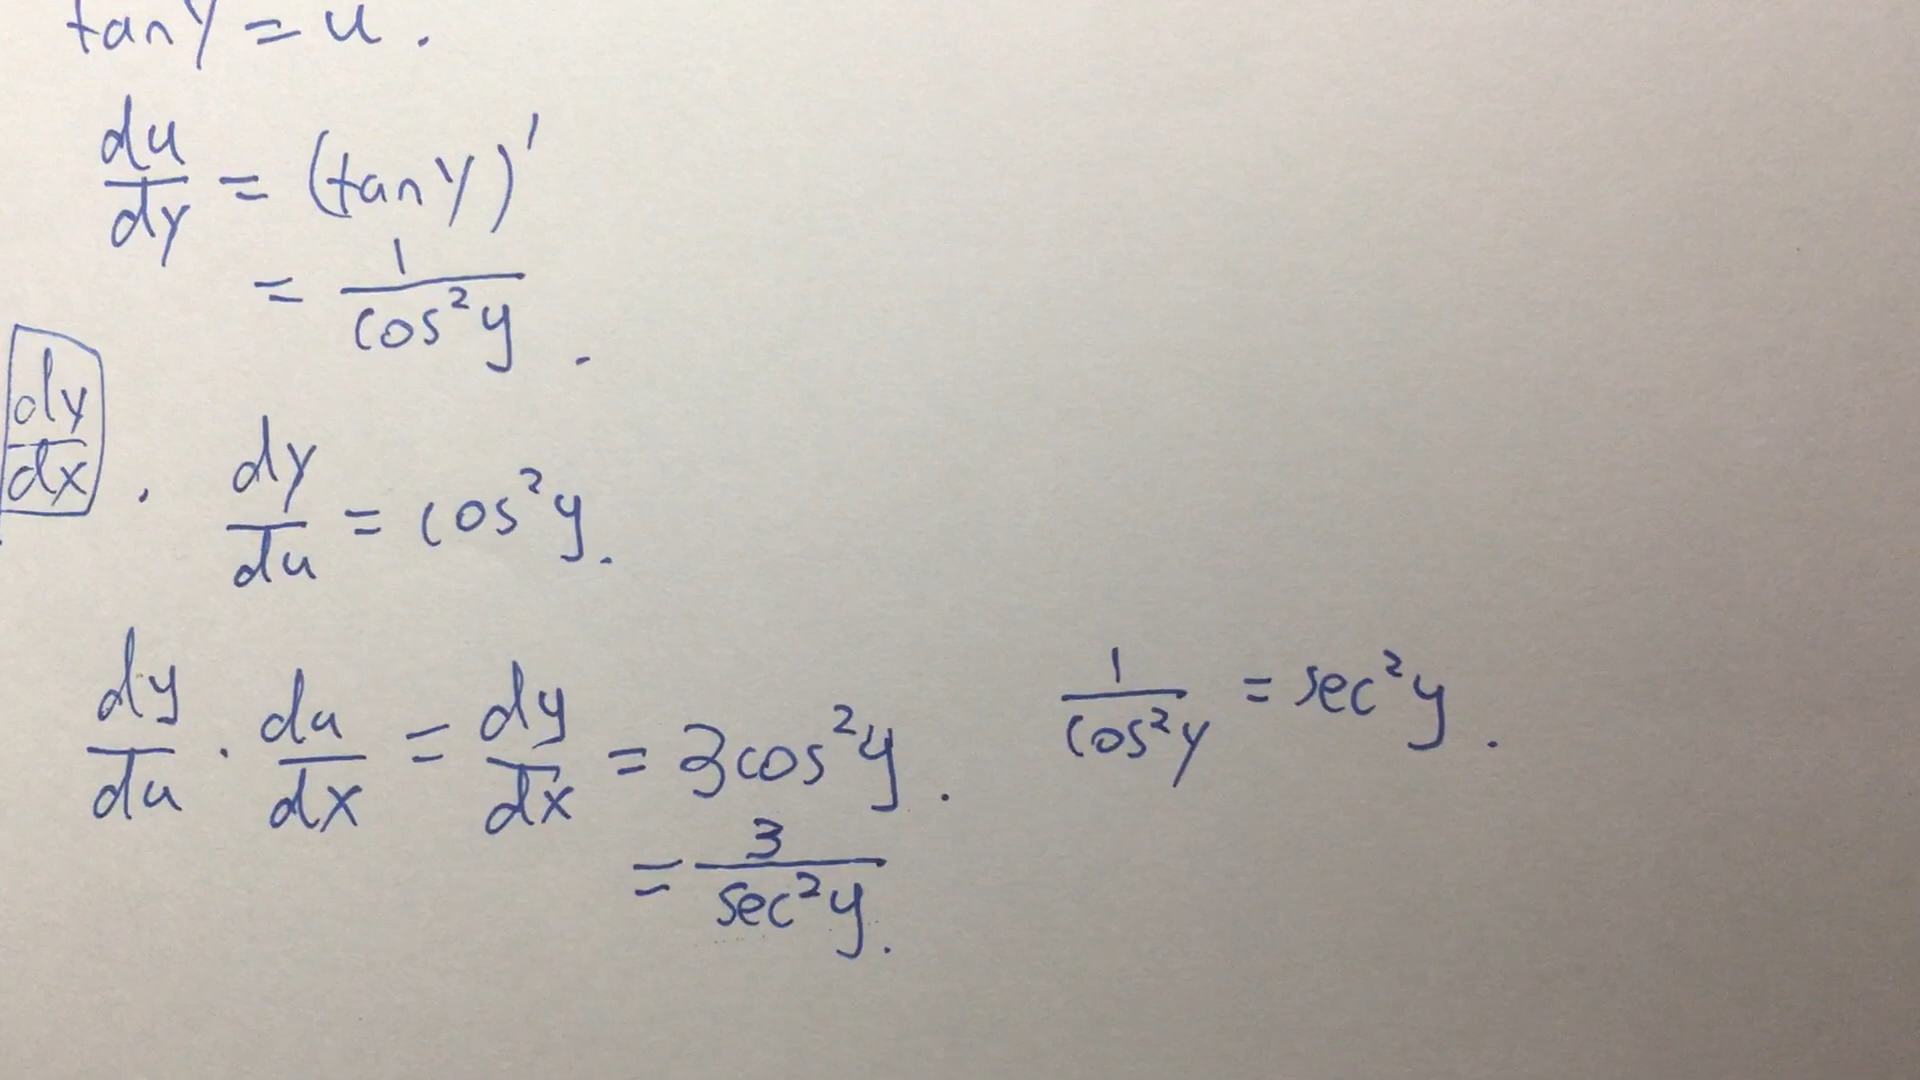 tan y = u .
du/dy = (tan y)'
= 1/cos²y .
dy/dx . dy/du = cos²y.
dy/du · du/dx = dy/dx = 3cos²y . 1/cos²y = sec²y .
= 3/sec²y.